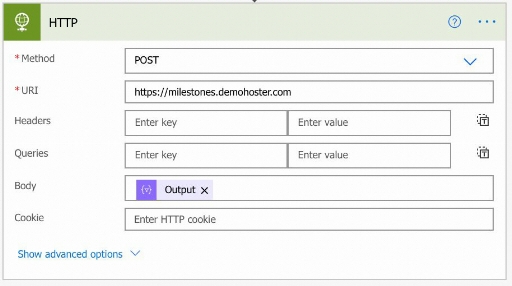 HTTP
* Method POST
* URI https://milestones.demohoster.com
Headers Enter key Enter value
Queries Enter key Enter value
Body Output ×
Cookie Enter HTTP cookie
Show advanced options